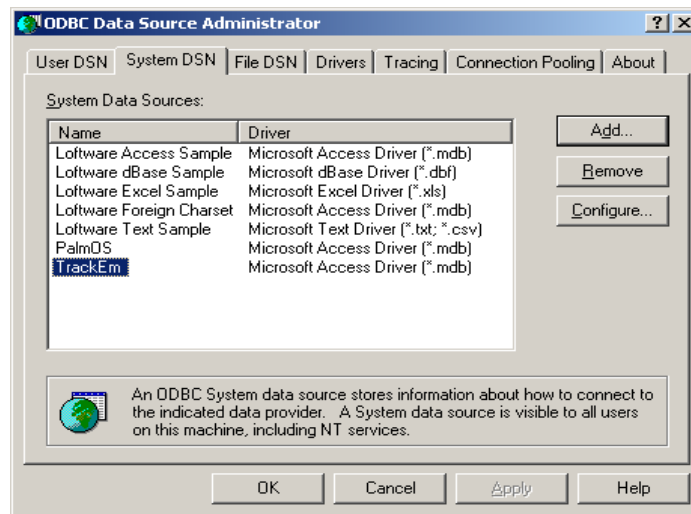 ODBC Data Source Administrator
User DSN System DSN File DSN Drivers Tracing Connection Pooling About
System Data Sources:
Name Driver
Loftware Access Sample Microsoft Access Driver (*.mdb)
Loftware dBase Sample Microsoft dBase Driver (*.dbf)
Loftware Excel Sample Microsoft Excel Driver (*.xls)
Loftware Foreign Charset Microsoft Access Driver (*.mdb)
Loftware Text Sample Microsoft Text Driver (*.txt; *.csv)
PalmOS Microsoft Access Driver (*.mdb)
TrackEm Microsoft Access Driver (*.mdb)
Add...
Remove
Configure...
An ODBC System data source stores information about how to connect to
the indicated data provider. A System data source is visible to all users
on this machine, including NT services.
OK Cancel Apply Help